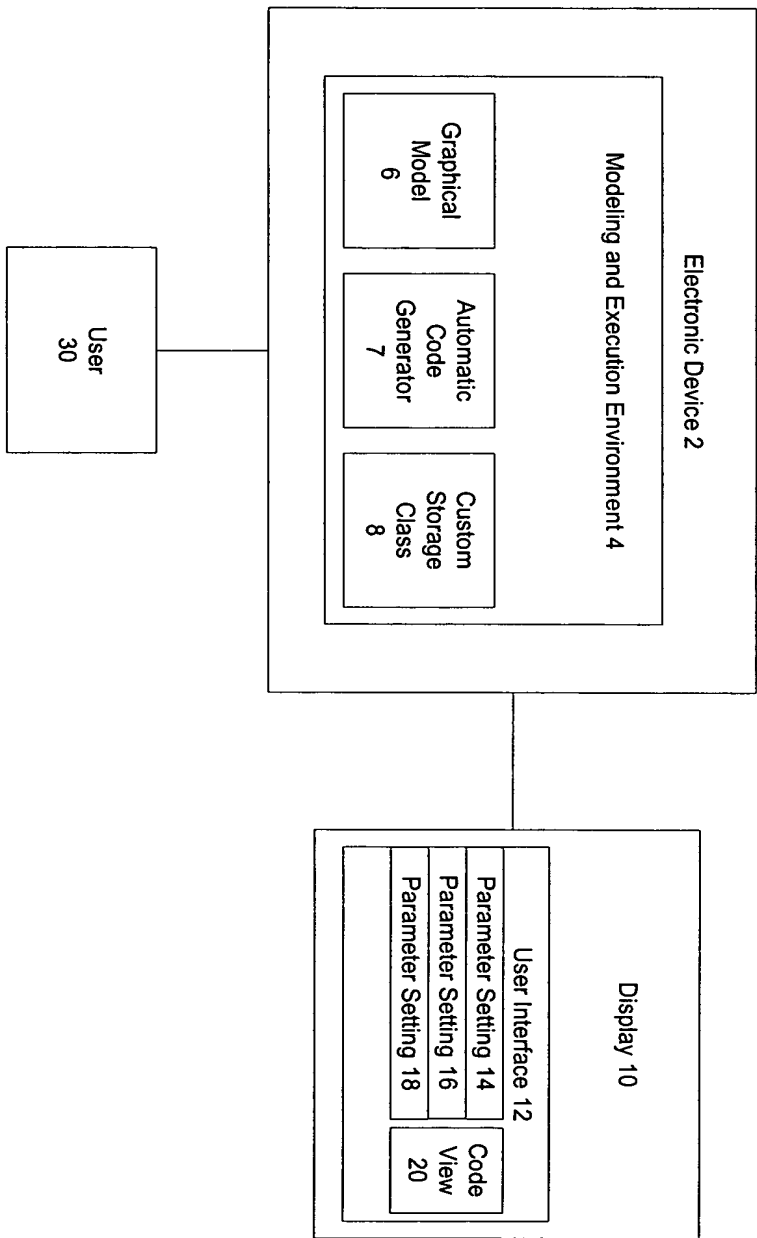 Electronic Device 2
Modeling and Execution Environment 4
Graphical
Model
6
Automatic
Code
Generator
7
Custom
Storage
Class
8
User
30
Display 10
User Interface 12
Parameter Setting 14
Parameter Setting 16
Parameter Setting 18
Code
View
20